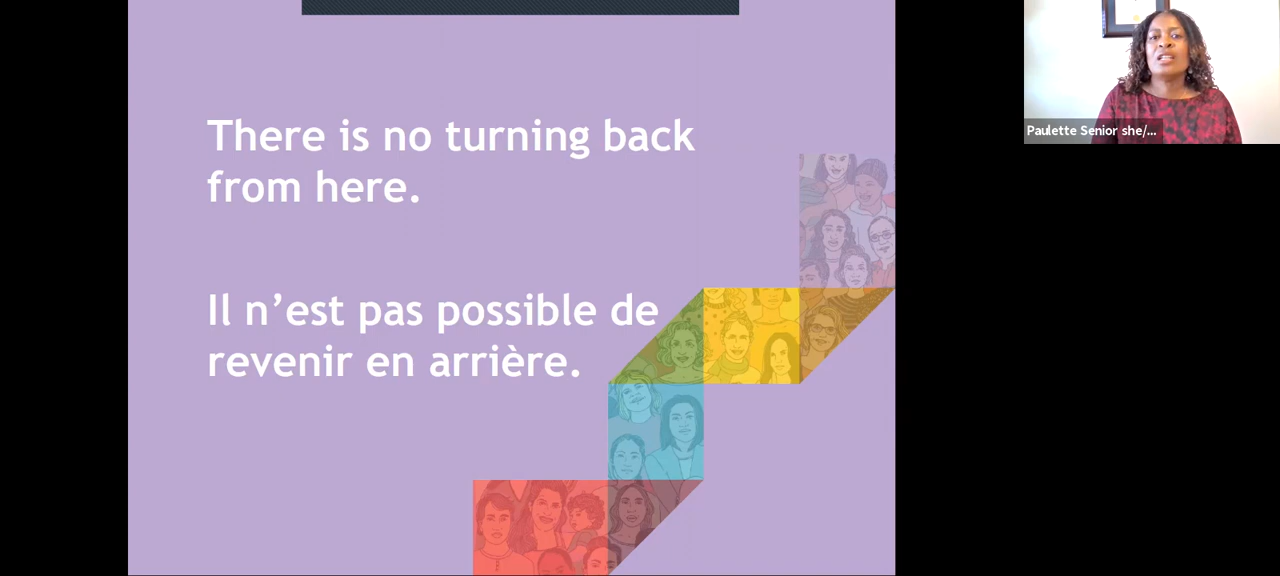 There is no turning back
from here.
Il n’est pas possible de
revenir en arrière.
Paulette Senior she/...